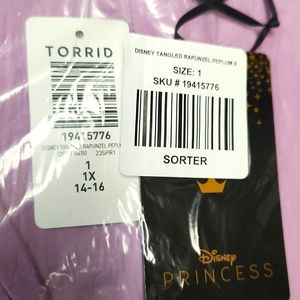 TORRID
19415776
DISNEY TANGLED RAPUNZEL PEPLU
1
1X
14-16
DISNEY TANGLED RAPUNZEL PEPLUM S
SIZE: 1
SKU # 19415776
SORTER
Disney
PRINCESS